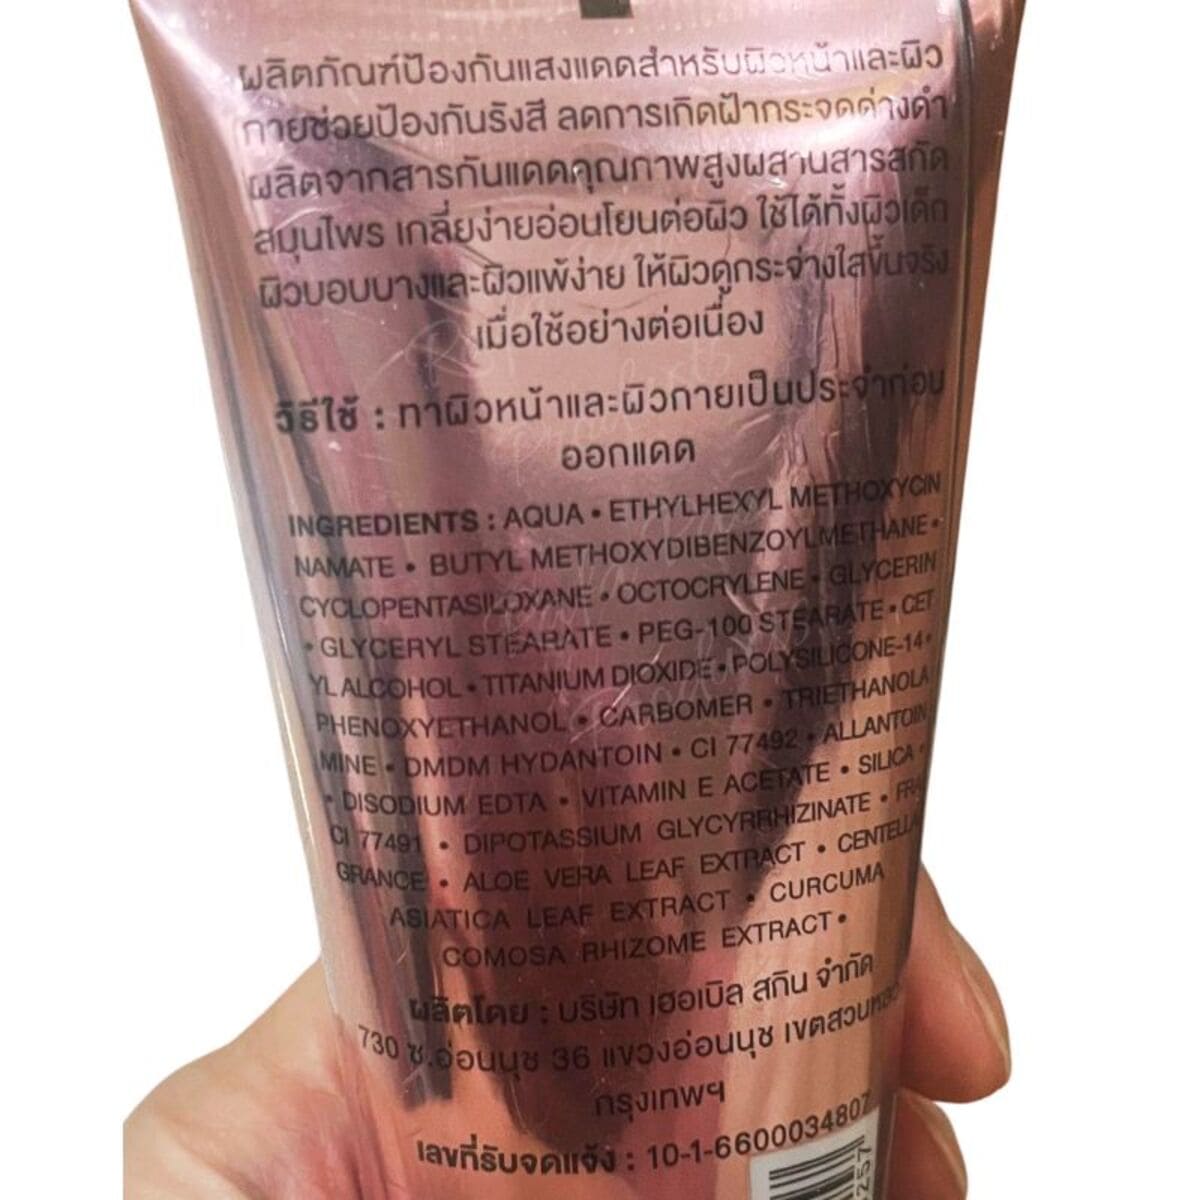 ผลิตภัณฑ์ป้องกันแสงแดดสำหรับผิวหน้าและผิว
กายช่วยป้องกันรังสี ลดการเกิดฝ้ากระจุดด่างดำ
ผลิตจากสารกันแดดคุณภาพสูงผสานสารสกัด
สมุนไพร เกลี่ยง่ายอ่อนโยนต่อผิว ใช้ได้ทั้งผิวเด็ก
ผิวบอบบางและผิวแพ้ง่าย ให้ผิวดูกระจ่างใสขึ้นจริง
เมื่อใช้อย่างต่อเนื่อง
วิธีใช้ : ทาผิวหน้าและผิวกายเป็นประจำก่อน
ออกแดด
INGREDIENTS : AQUA • ETHYLHEXYL METHOXYCIN
NAMATE • BUTYL METHOXYDIBENZOYLMETHANE •
CYCLOPENTASILOXANE • OCTOCRYLENE • GLYCERIN
• GLYCERYL STEARATE • PEG-100 STEARATE • CET
YL ALCOHOL • TITANIUM DIOXIDE • POLYSILICONE-14 •
PHENOXYETHANOL • CARBOMER • TRIETHANOLA
MINE • DMDM HYDANTOIN • CI 77492 • ALLANTOIN
• DISODIUM EDTA • VITAMIN E ACETATE • SILICA •
CI 77491 • DIPOTASSIUM GLYCYRRHIZINATE • FRA
GRANCE • ALOE VERA LEAF EXTRACT • CENTELLA
ASIATICA LEAF EXTRACT • CURCUMA
COMOSA RHIZOME EXTRACT •
ผลิตโดย : บริษัท เฮอเบิล สกิน จำกัด
730 ซ.อ่อนนุช 36 แขวงอ่อนนุช เขตสวนหลวง
กรุงเทพฯ
เลขที่รับจดแจ้ง : 10-1-6600034807
257